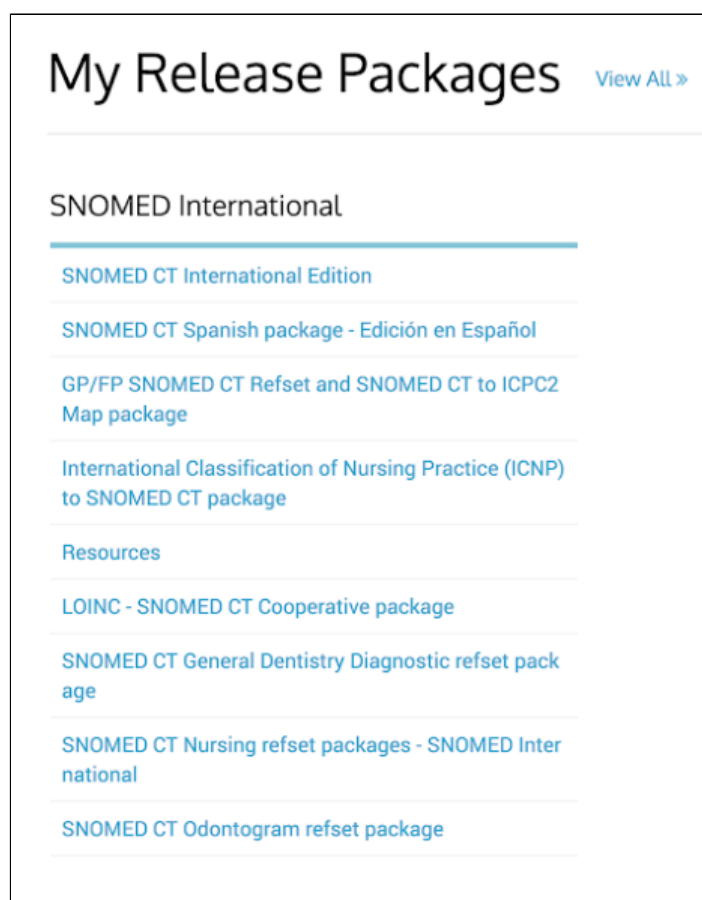 My Release Packages View All »
SNOMED International
SNOMED CT International Edition
SNOMED CT Spanish package - Edición en Español
GP/FP SNOMED CT Refset and SNOMED CT to ICPC2
Map package
International Classification of Nursing Practice (ICNP)
to SNOMED CT package
Resources
LOINC - SNOMED CT Cooperative package
SNOMED CT General Dentistry Diagnostic refset pack
age
SNOMED CT Nursing refset packages - SNOMED Inter
national
SNOMED CT Odontogram refset package